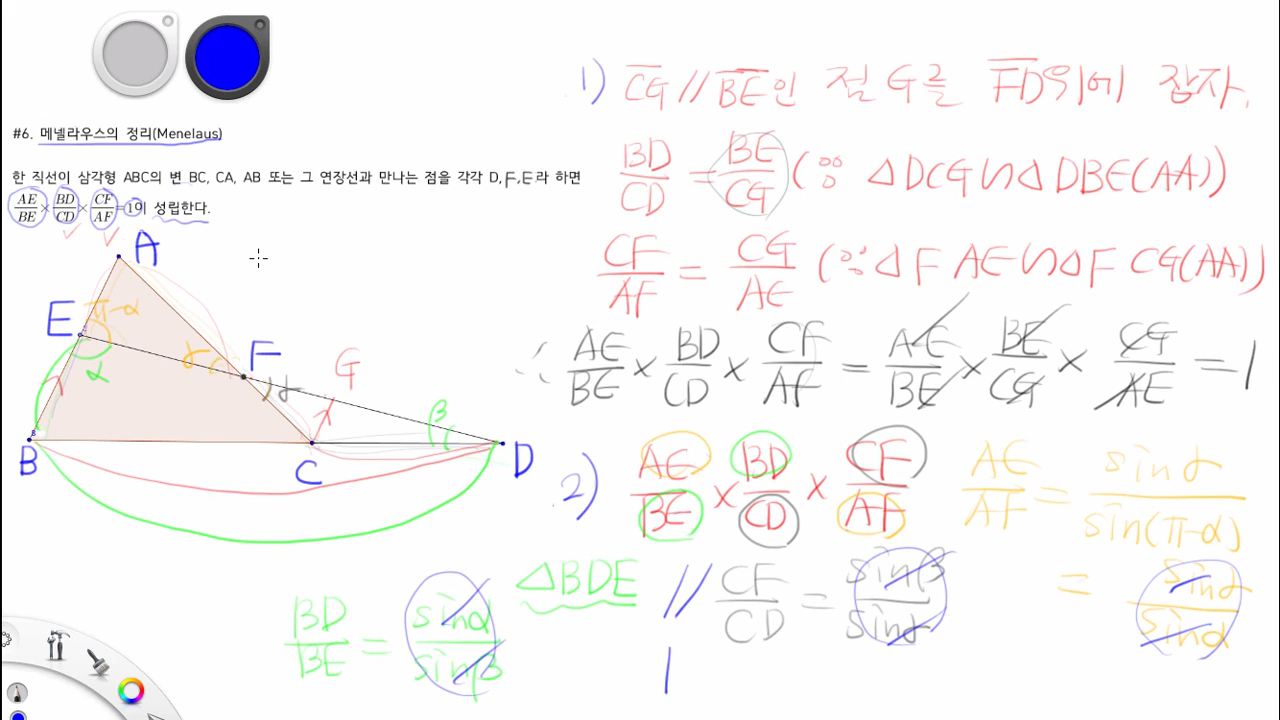 #6. 메넬라우스의 정리(Menelaus)
한 직선이 삼각형 ABC의 변 BC, CA, AB 또는 그 연장선과 만나는 점을 각각 D,F,E라 하면
AE/BE × BD/CD × CF/AF = 1이 성립한다.
A
E
π-α
α
γ
F
γ
G
β
B
C
D
1) CG // BE인 점 G를 FD위에 잡자.
BD/CD = BE/CG (∵ △DCG ∽ △DBE(AA))
CF/AF = CG/AE (∵ △FAE ∽ △FCG(AA))
∴ AE/BE × BD/CD × CF/AF = AE/BE × BE/CG × CG/AE = 1
2) AE/BE × BD/CD × CF/AF
AE/AF = sinγ/sin(π-α)
= sinγ/sinα
△BDE
BD/BE = sinα/sinβ
CF/CD = sinβ/sinγ
//
1